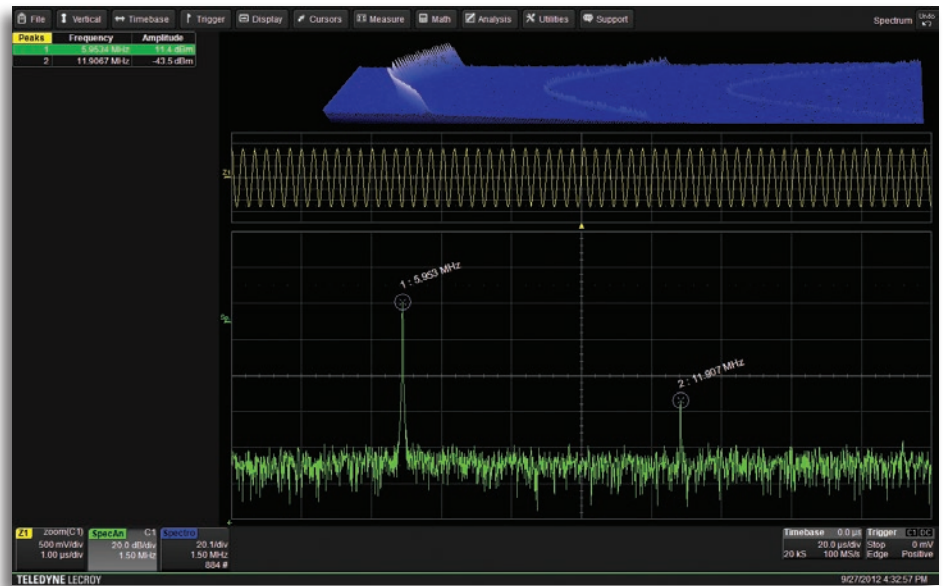 File Vertical Timebase Trigger Display Cursors Measure Math Analysis Utilities Support Spectrum Undo
Peaks Frequency Amplitude
1 5.9534 MHz 11.4 dBm
2 11.9067 MHz -43.5 dBm
Z1
1 : 5.953 MHz
Sp
2 : 11.907 MHz
Z1 zoom(C1)
500 mV/div
1.00 µs/div
SpecAn C1
20.0 dB/div
1.50 MHz
Spectro
20.1/div
1.50 MHz
884 #
Timebase 0.0 µs
20.0 µs/div
20 kS 100 MS/s
Trigger C1 DC
Stop 0 mV
Edge Positive
TELEDYNE LECROY 9/27/2012 4:32:57 PM